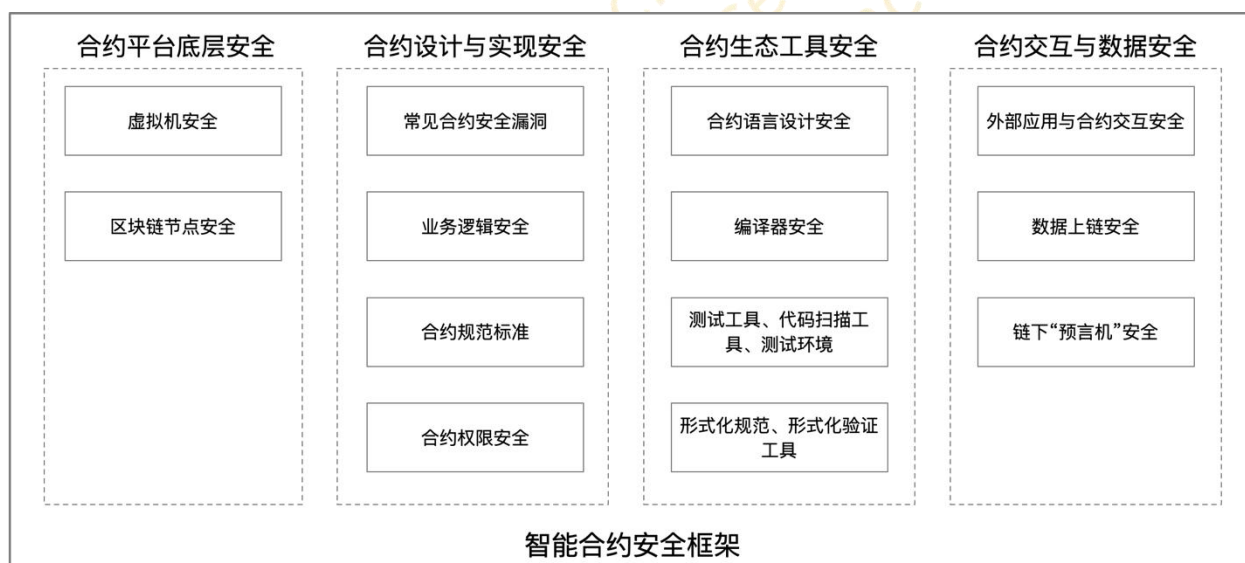 合约平台底层安全
虚拟机安全
区块链节点安全
合约设计与实现安全
常见合约安全漏洞
业务逻辑安全
合约规范标准
合约权限安全
合约生态工具安全
合约语言设计安全
编译器安全
测试工具、代码扫描工
具、测试环境
形式化规范、形式化验证
工具
合约交互与数据安全
外部应用与合约交互安全
数据上链安全
链下“预言机”安全
智能合约安全框架